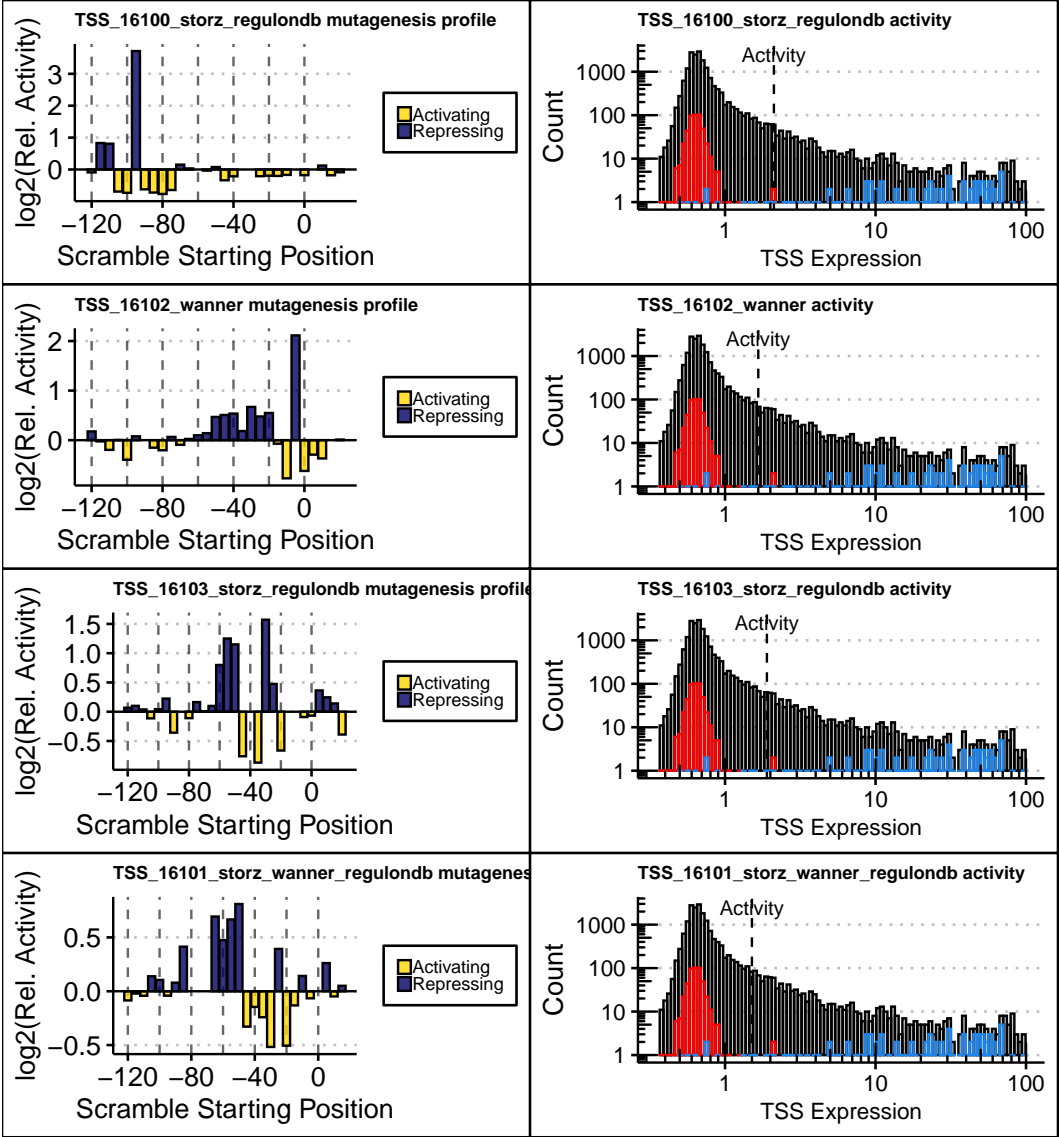 TSS_16100_storz_regulondb mutagenesis profile
log2(Rel. Activity)
3
2
1
0
−120
−80
−40
0
Scramble Starting Position
Activating
Repressing
TSS_16100_storz_regulondb activity
Activity
Count
1000
100
10
1
1
10
100
TSS Expression
TSS_16102_wanner mutagenesis profile
log2(Rel. Activity)
2
1
0
−120
−80
−40
0
Scramble Starting Position
Activating
Repressing
TSS_16102_wanner activity
Activity
Count
1000
100
10
1
1
10
100
TSS Expression
TSS_16103_storz_regulondb mutagenesis profile
log2(Rel. Activity)
1.5
1.0
0.5
0.0
−0.5
−120
−80
−40
0
Scramble Starting Position
Activating
Repressing
TSS_16103_storz_regulondb activity
Activity
Count
1000
100
10
1
1
10
100
TSS Expression
TSS_16101_storz_wanner_regulondb mutagenes
log2(Rel. Activity)
0.5
0.0
−0.5
−120
−80
−40
0
Scramble Starting Position
Activating
Repressing
TSS_16101_storz_wanner_regulondb activity
Activity
Count
1000
100
10
1
1
10
100
TSS Expression